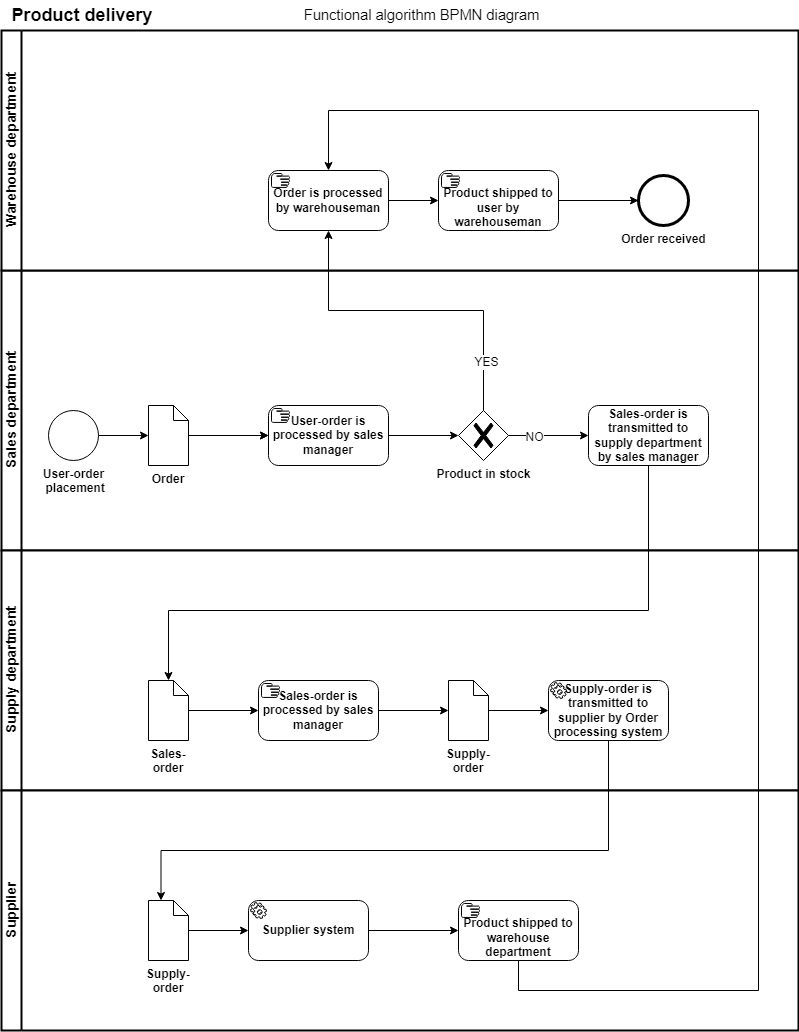 Product delivery
Functional algorithm BPMN diagram
Warehouse department
Order is processed
by warehouseman
Product shipped to
user by
warehouseman
Order received
Sales department
YES
User-order
placement
Order
User-order is
processed by sales
manager
Product in stock
NO
Sales-order is
transmitted to
supply department
by sales manager
Supply department
Sales-
order
Sales-order is
processed by sales
manager
Supply-
order
Supply-order is
transmitted to
supplier by Order
processing system
Supplier
Supply-
order
Supplier system
Product shipped to
warehouse
department